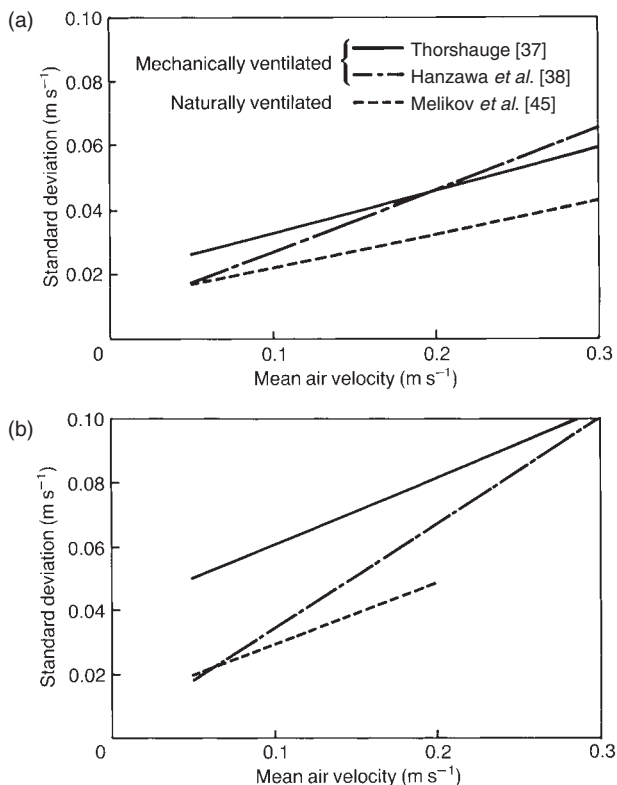 (a)
0.10
0.08
0.06
0.04
0.02
0
0.1
0.2
0.3
Standard deviation (m s⁻¹)
Mean air velocity (m s⁻¹)
Mechanically ventilated
Thorshauge [37]
Hanzawa et al. [38]
Naturally ventilated
Melikov et al. [45]
(b)
0.10
0.08
0.06
0.04
0.02
0
0.1
0.2
0.3
Standard deviation (m s⁻¹)
Mean air velocity (m s⁻¹)